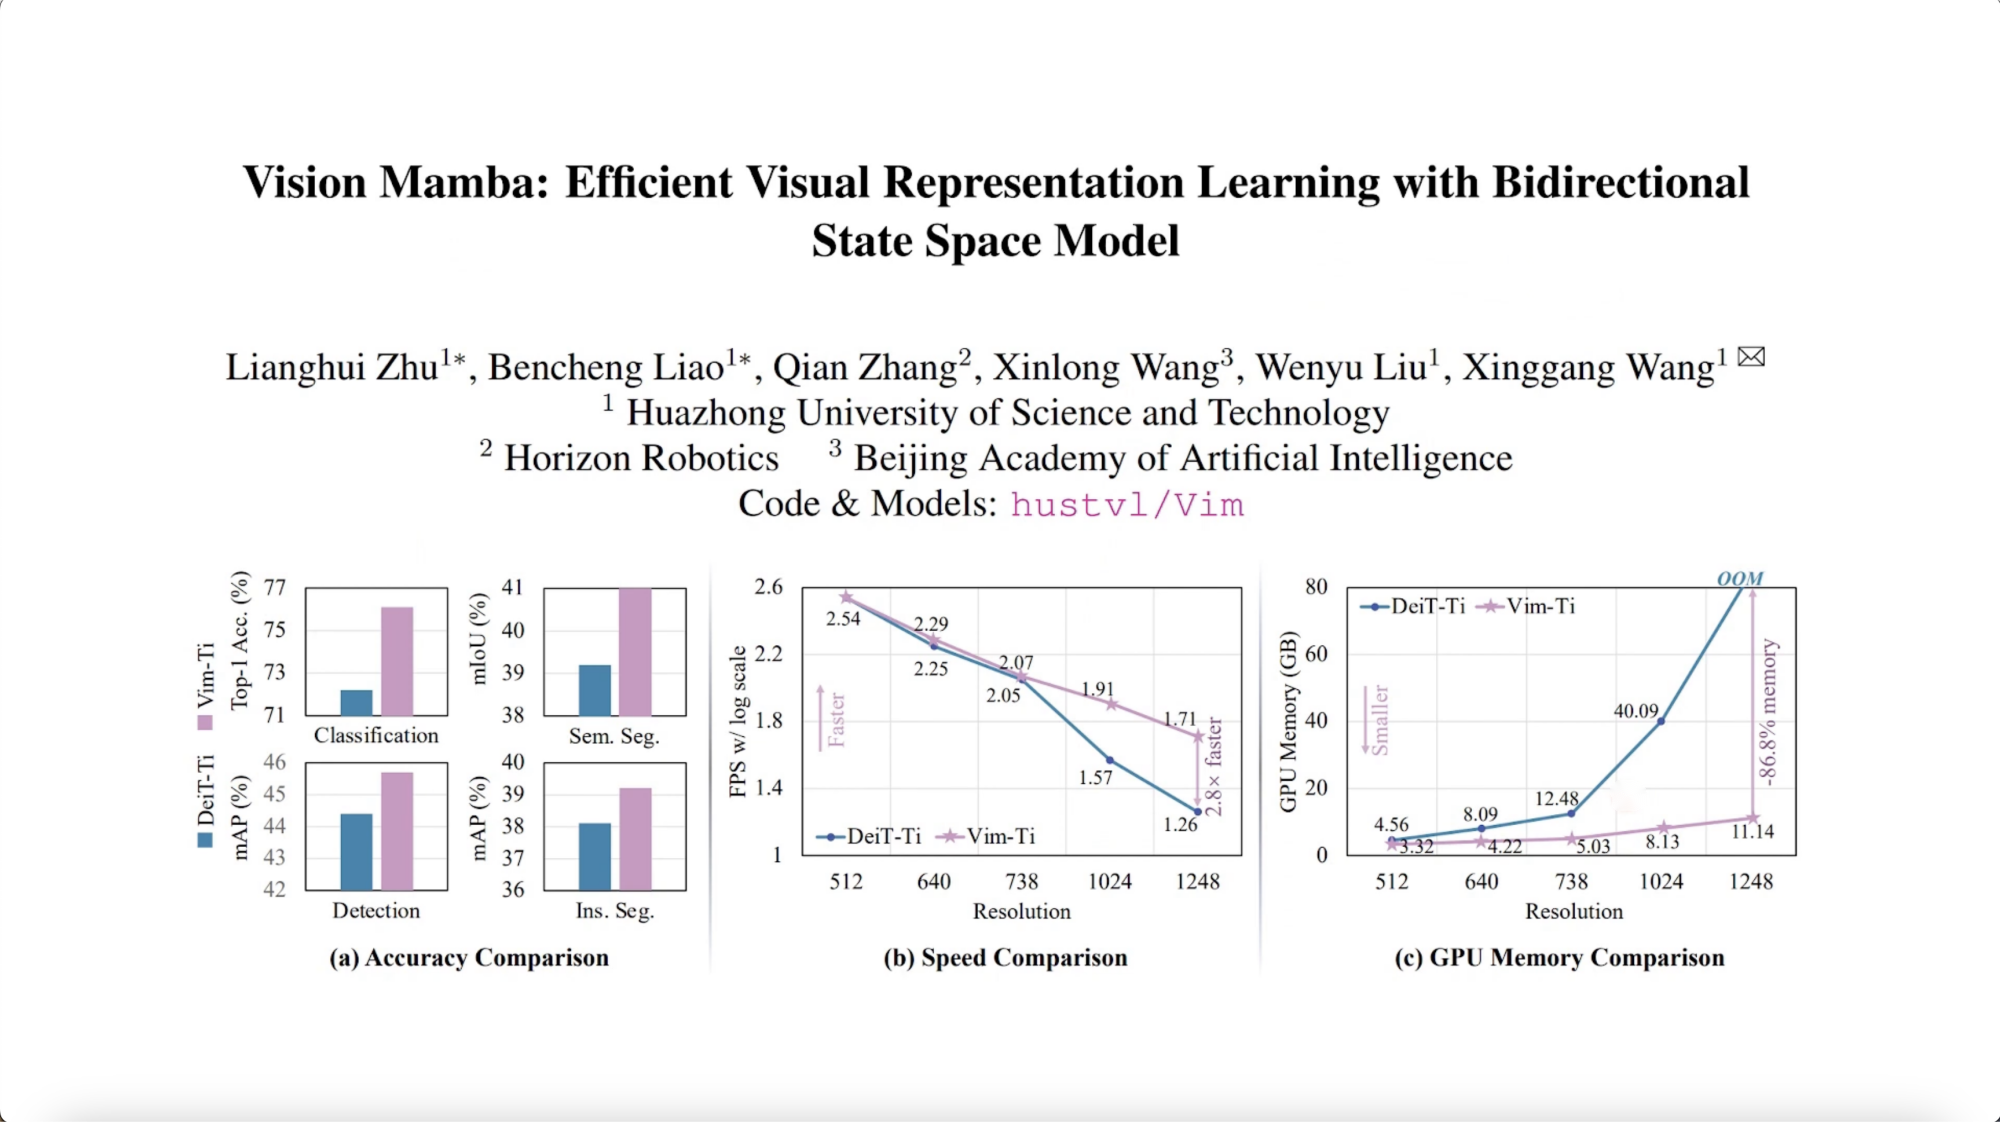 Vision Mamba: Efficient Visual Representation Learning with Bidirectional
State Space Model
Lianghui Zhu1*, Bencheng Liao1*, Qian Zhang2, Xinlong Wang3, Wenyu Liu1, Xinggang Wang1 ✉
1 Huazhong University of Science and Technology
2 Horizon Robotics 3 Beijing Academy of Artificial Intelligence
Code & Models: hustvl/Vim
DeiT-Ti
Vim-Ti
Top-1 Acc. (%)
77
75
73
71
Classification
mIoU (%)
41
40
39
38
Sem. Seg.
mAP (%)
46
45
44
43
42
Detection
mAP (%)
40
39
38
37
36
Ins. Seg.
(a) Accuracy Comparison
FPS w/ log scale
2.6
2.2
1.8
1.4
1
Faster
2.54
2.29
2.25
2.07
2.05
1.91
1.57
1.71
1.26
2.8× faster
DeiT-Ti Vim-Ti
512 640 738 1024 1248
Resolution
(b) Speed Comparison
GPU Memory (GB)
80
60
40
20
0
OOM
DeiT-Ti Vim-Ti
Smaller
40.09
12.48
8.09
4.56
3.32
4.22
5.03
8.13
11.14
-86.8% memory
512 640 738 1024 1248
Resolution
(c) GPU Memory Comparison